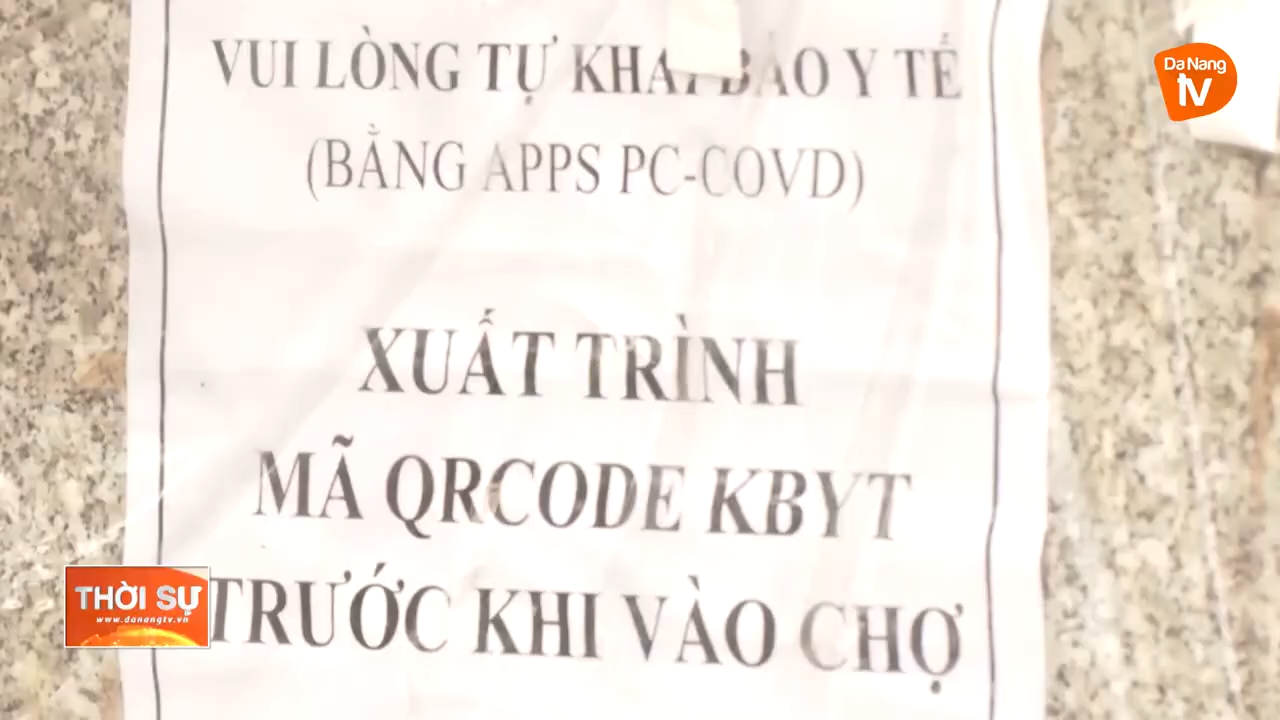 VUI LÒNG TỰ KHAI BÁO Y TẾ
(BẰNG APPS PC-COVD)
XUẤT TRÌNH
MÃ QRCODE KBYT
TRƯỚC KHI VÀO CHỢ
Da Nang
tv
THỜI SỰ
www.danangtv.vn